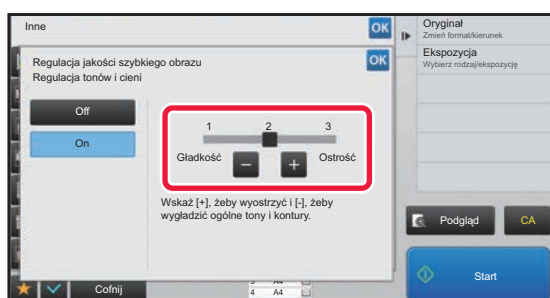 Inne
OK
Regulacja jakości szybkiego obrazu
Regulacja tonów i cieni
OK
Off
On
1 2 3
Gładkość
Ostrość
Wskaż [+], żeby wyostrzyć i [-], żeby
wygładzić ogólne tony i kontury.
Cofnij
4 A4
Oryginał
Zmień format/kierunek
Ekspozycja
Wybierz rodzaj/ekspozycję
Podgląd
CA
Start